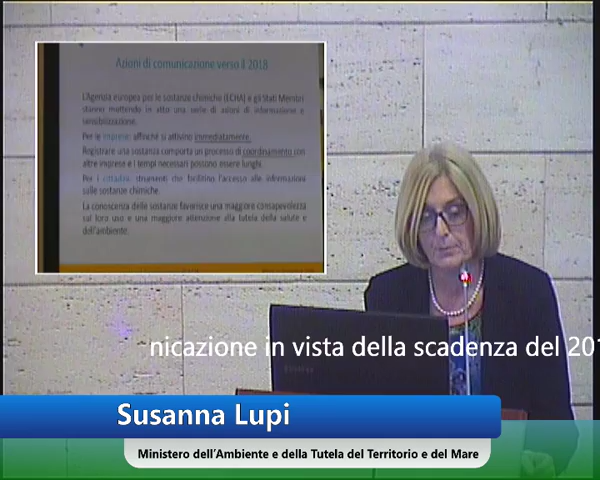 Azioni di comunicazione verso il 2018
L'Agenzia europea per le sostanze chimiche (ECHA) e gli Stati Membri
stanno mettendo in atto una serie di azioni di informazione e
sensibilizzazione.
Per le imprese: affinché si attivino immediatamente.
Registrare una sostanza comporta un processo di coordinamento con
altre imprese e i tempi necessari possono essere lunghi.
Per i cittadini: strumenti che facilitino l'accesso alle informazioni
sulle sostanze chimiche.
La conoscenza delle sostanze favorisce una maggiore consapevolezza
sul loro uso e una maggiore attenzione alla tutela della salute e
dell'ambiente.
nicazione in vista della scadenza del 201
Susanna Lupi
Ministero dell'Ambiente e della Tutela del Territorio e del Mare